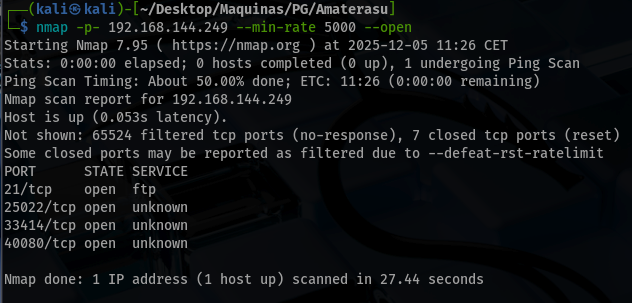 ┌──(kali㉿kali)-[~/Desktop/Maquinas/PG/Amaterasu]
└─$ nmap -p- 192.168.144.249 --min-rate 5000 --open
Starting Nmap 7.95 ( https://nmap.org ) at 2025-12-05 11:26 CET
Stats: 0:00:00 elapsed; 0 hosts completed (0 up), 1 undergoing Ping Scan
Ping Scan Timing: About 50.00% done; ETC: 11:26 (0:00:00 remaining)
Nmap scan report for 192.168.144.249
Host is up (0.053s latency).
Not shown: 65524 filtered tcp ports (no-response), 7 closed tcp ports (reset)
Some closed ports may be reported as filtered due to --defeat-rst-ratelimit
PORT      STATE SERVICE
21/tcp    open  ftp
25022/tcp open  unknown
33414/tcp open  unknown
40080/tcp open  unknown
Nmap done: 1 IP address (1 host up) scanned in 27.44 seconds